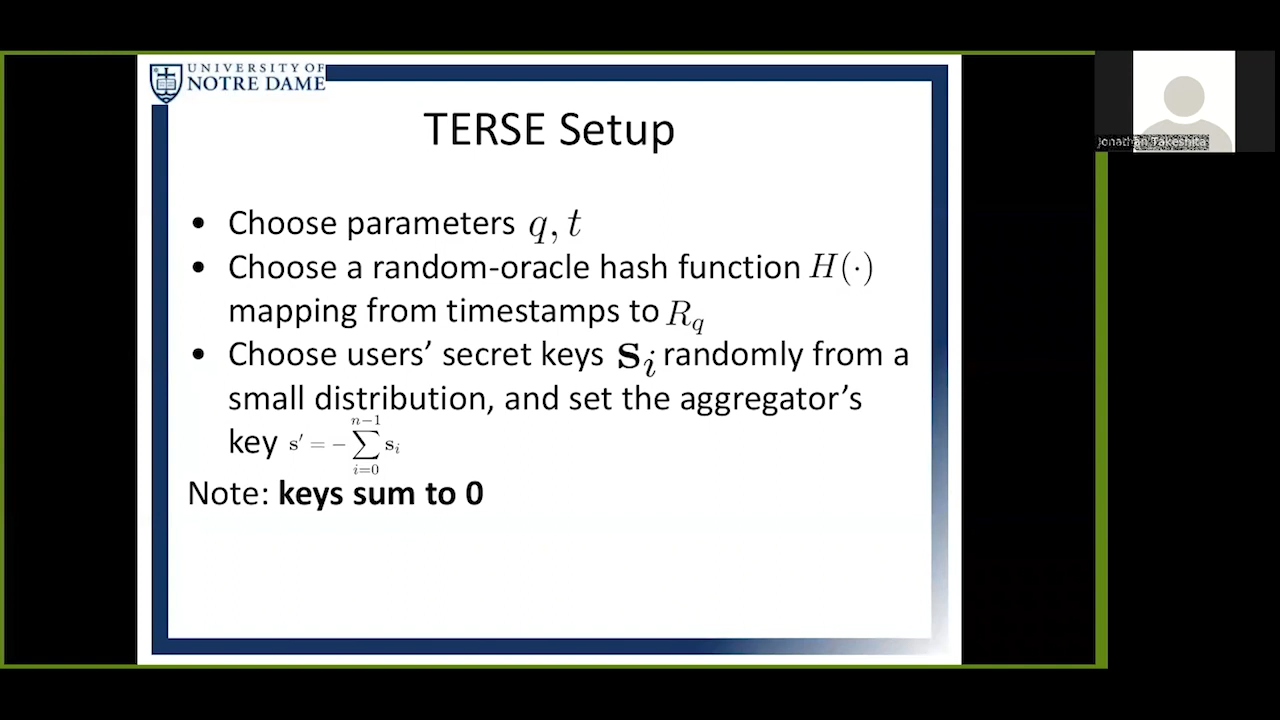 UNIVERSITY OF
NOTRE DAME
TERSE Setup
• Choose parameters q, t
• Choose a random-oracle hash function H(·)
mapping from timestamps to R_q
• Choose users’ secret keys s_i randomly from a
small distribution, and set the aggregator’s
key s′ = − ∑_{i=0}^{n−1} s_i
Note: keys sum to 0
Jonathan Takeshita